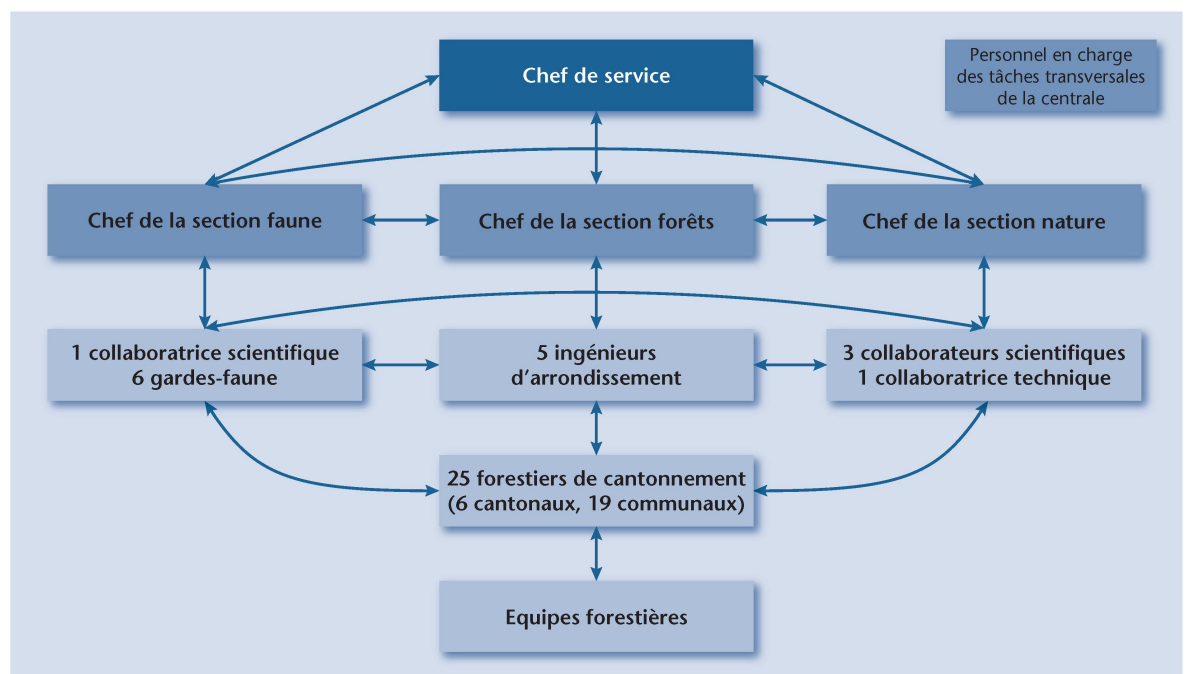 Chef de service
Personnel en charge
des tâches transversales
de la centrale
Chef de la section faune
Chef de la section forêts
Chef de la section nature
1 collaboratrice scientifique
6 gardes-faune
5 ingénieurs
d’arrondissement
3 collaborateurs scientifiques
1 collaboratrice technique
25 forestiers de cantonnement
(6 cantonaux, 19 communaux)
Equipes forestières